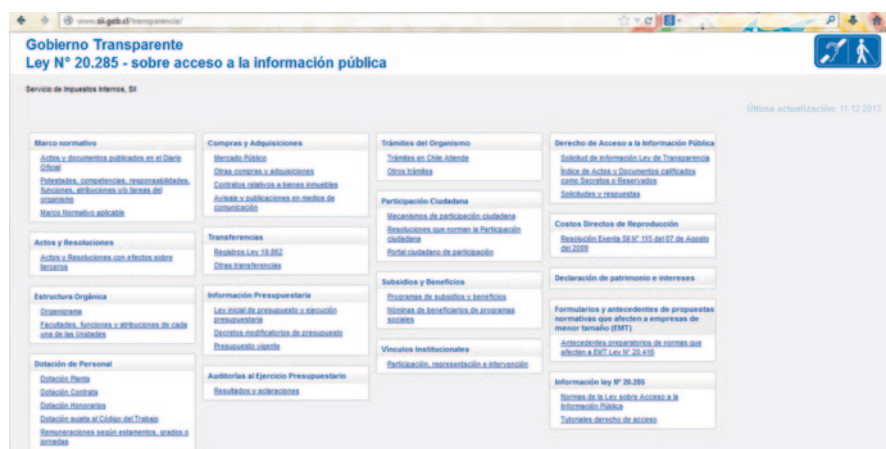 www.sii.gob.cl/transparencia/
Gobierno Transparente
Ley N° 20.285 - sobre acceso a la información pública
Servicio de Impuestos Internos, SII
Última actualización: 11-12-2013
Marco normativo
Actos y documentos publicados en el Diario
Oficial
Potestades, competencias, responsabilidades,
funciones, atribuciones y/o tareas del
organismo
Marco Normativo aplicable
Actos y Resoluciones
Actos y Resoluciones con efectos sobre
terceros
Estructura Orgánica
Organigrama
Facultades, funciones y atribuciones de cada
una de las Unidades
Dotación de Personal
Dotación Planta
Dotación Contrata
Dotación Honorarios
Dotación sujeta al Código del Trabajo
Remuneraciones según estamentos, grados o
jornadas
Compras y Adquisiciones
Mercado Público
Otras compras y adquisiciones
Contratos relativos a bienes inmuebles
Avisaje y publicaciones en medios de
comunicación
Transferencias
Registros Ley 19.862
Otras transferencias
Información Presupuestaria
Ley inicial de presupuesto y ejecución
presupuestaria
Decretos modificatorios de presupuesto
Presupuesto vigente
Auditorías al Ejercicio Presupuestario
Resultados y aclaraciones
Trámites del Organismo
Trámites en Chile Atiende
Otros trámites
Participación Ciudadana
Mecanismos de participación ciudadana
Resoluciones que norman la Participación
ciudadana
Portal ciudadano de participación
Subsidios y Beneficios
Programas de subsidios y beneficios
Nóminas de beneficiarios de programas
sociales
Vínculos Institucionales
Participación, representación e intervención
Derecho de Acceso a la Información Pública
Solicitud de Información Ley de Transparencia
Índice de Actos y Documentos calificados
como Secretos o Reservados
Solicitudes y respuestas
Costos Directos de Reproducción
Resolución Exenta SII N° 115 del 07 de Agosto
del 2009
Declaración de patrimonio e intereses
Formularios y antecedentes de propuestas
normativas que afecten a empresas de
menor tamaño (EMT)
Antecedentes preparatorios de normas que
afecten a EMT Ley N° 20.416
Información ley N° 20.285
Normas de la Ley sobre Acceso a la
Información Pública
Tutoriales derecho de acceso